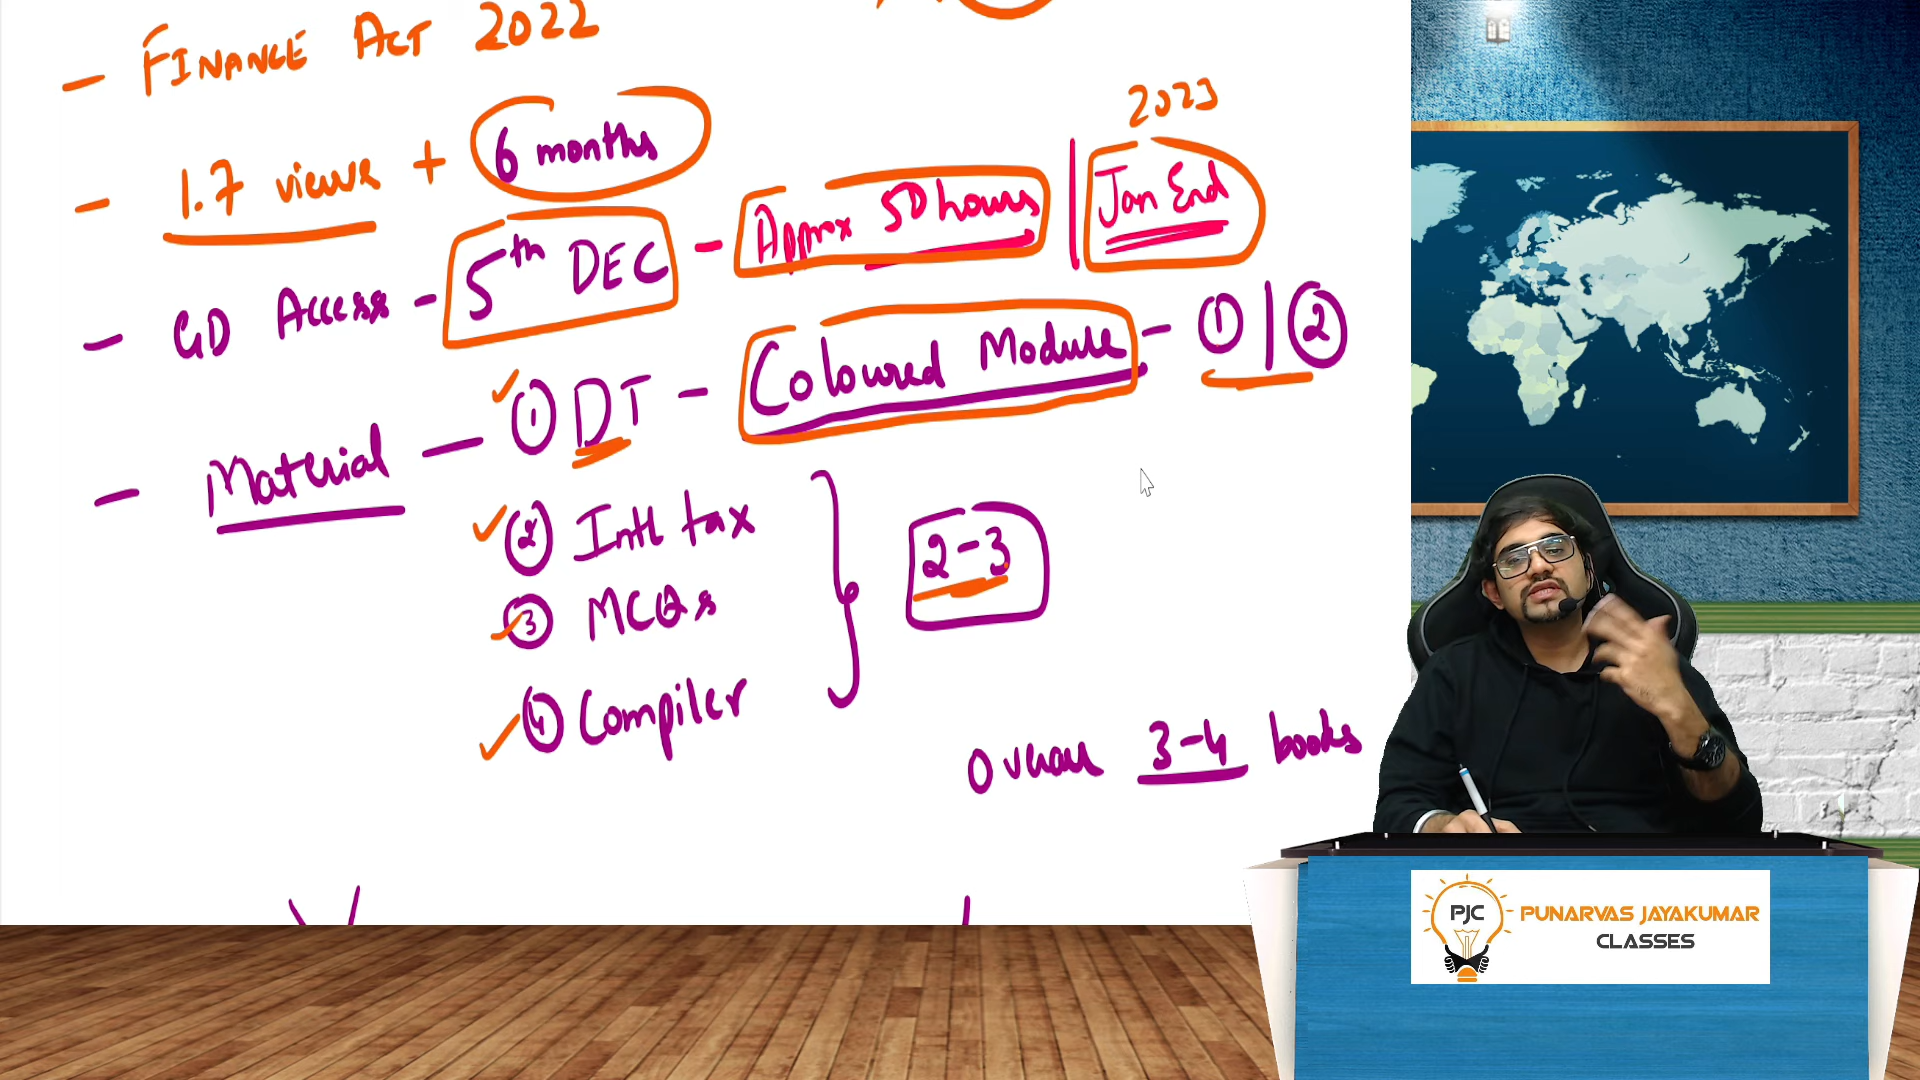 - FINANCE ACT 2022
- 1.7 views + 6 months
2023
- GD Access - 5th DEC - Approx 50 hours | Jan End
- Material - ① DT - Coloured Module - ① | ②
② Intl tax
③ MCQs
2-3
④ Compiler
Overall 3-4 books
PJC PUNARVAS JAYAKUMAR
CLASSES